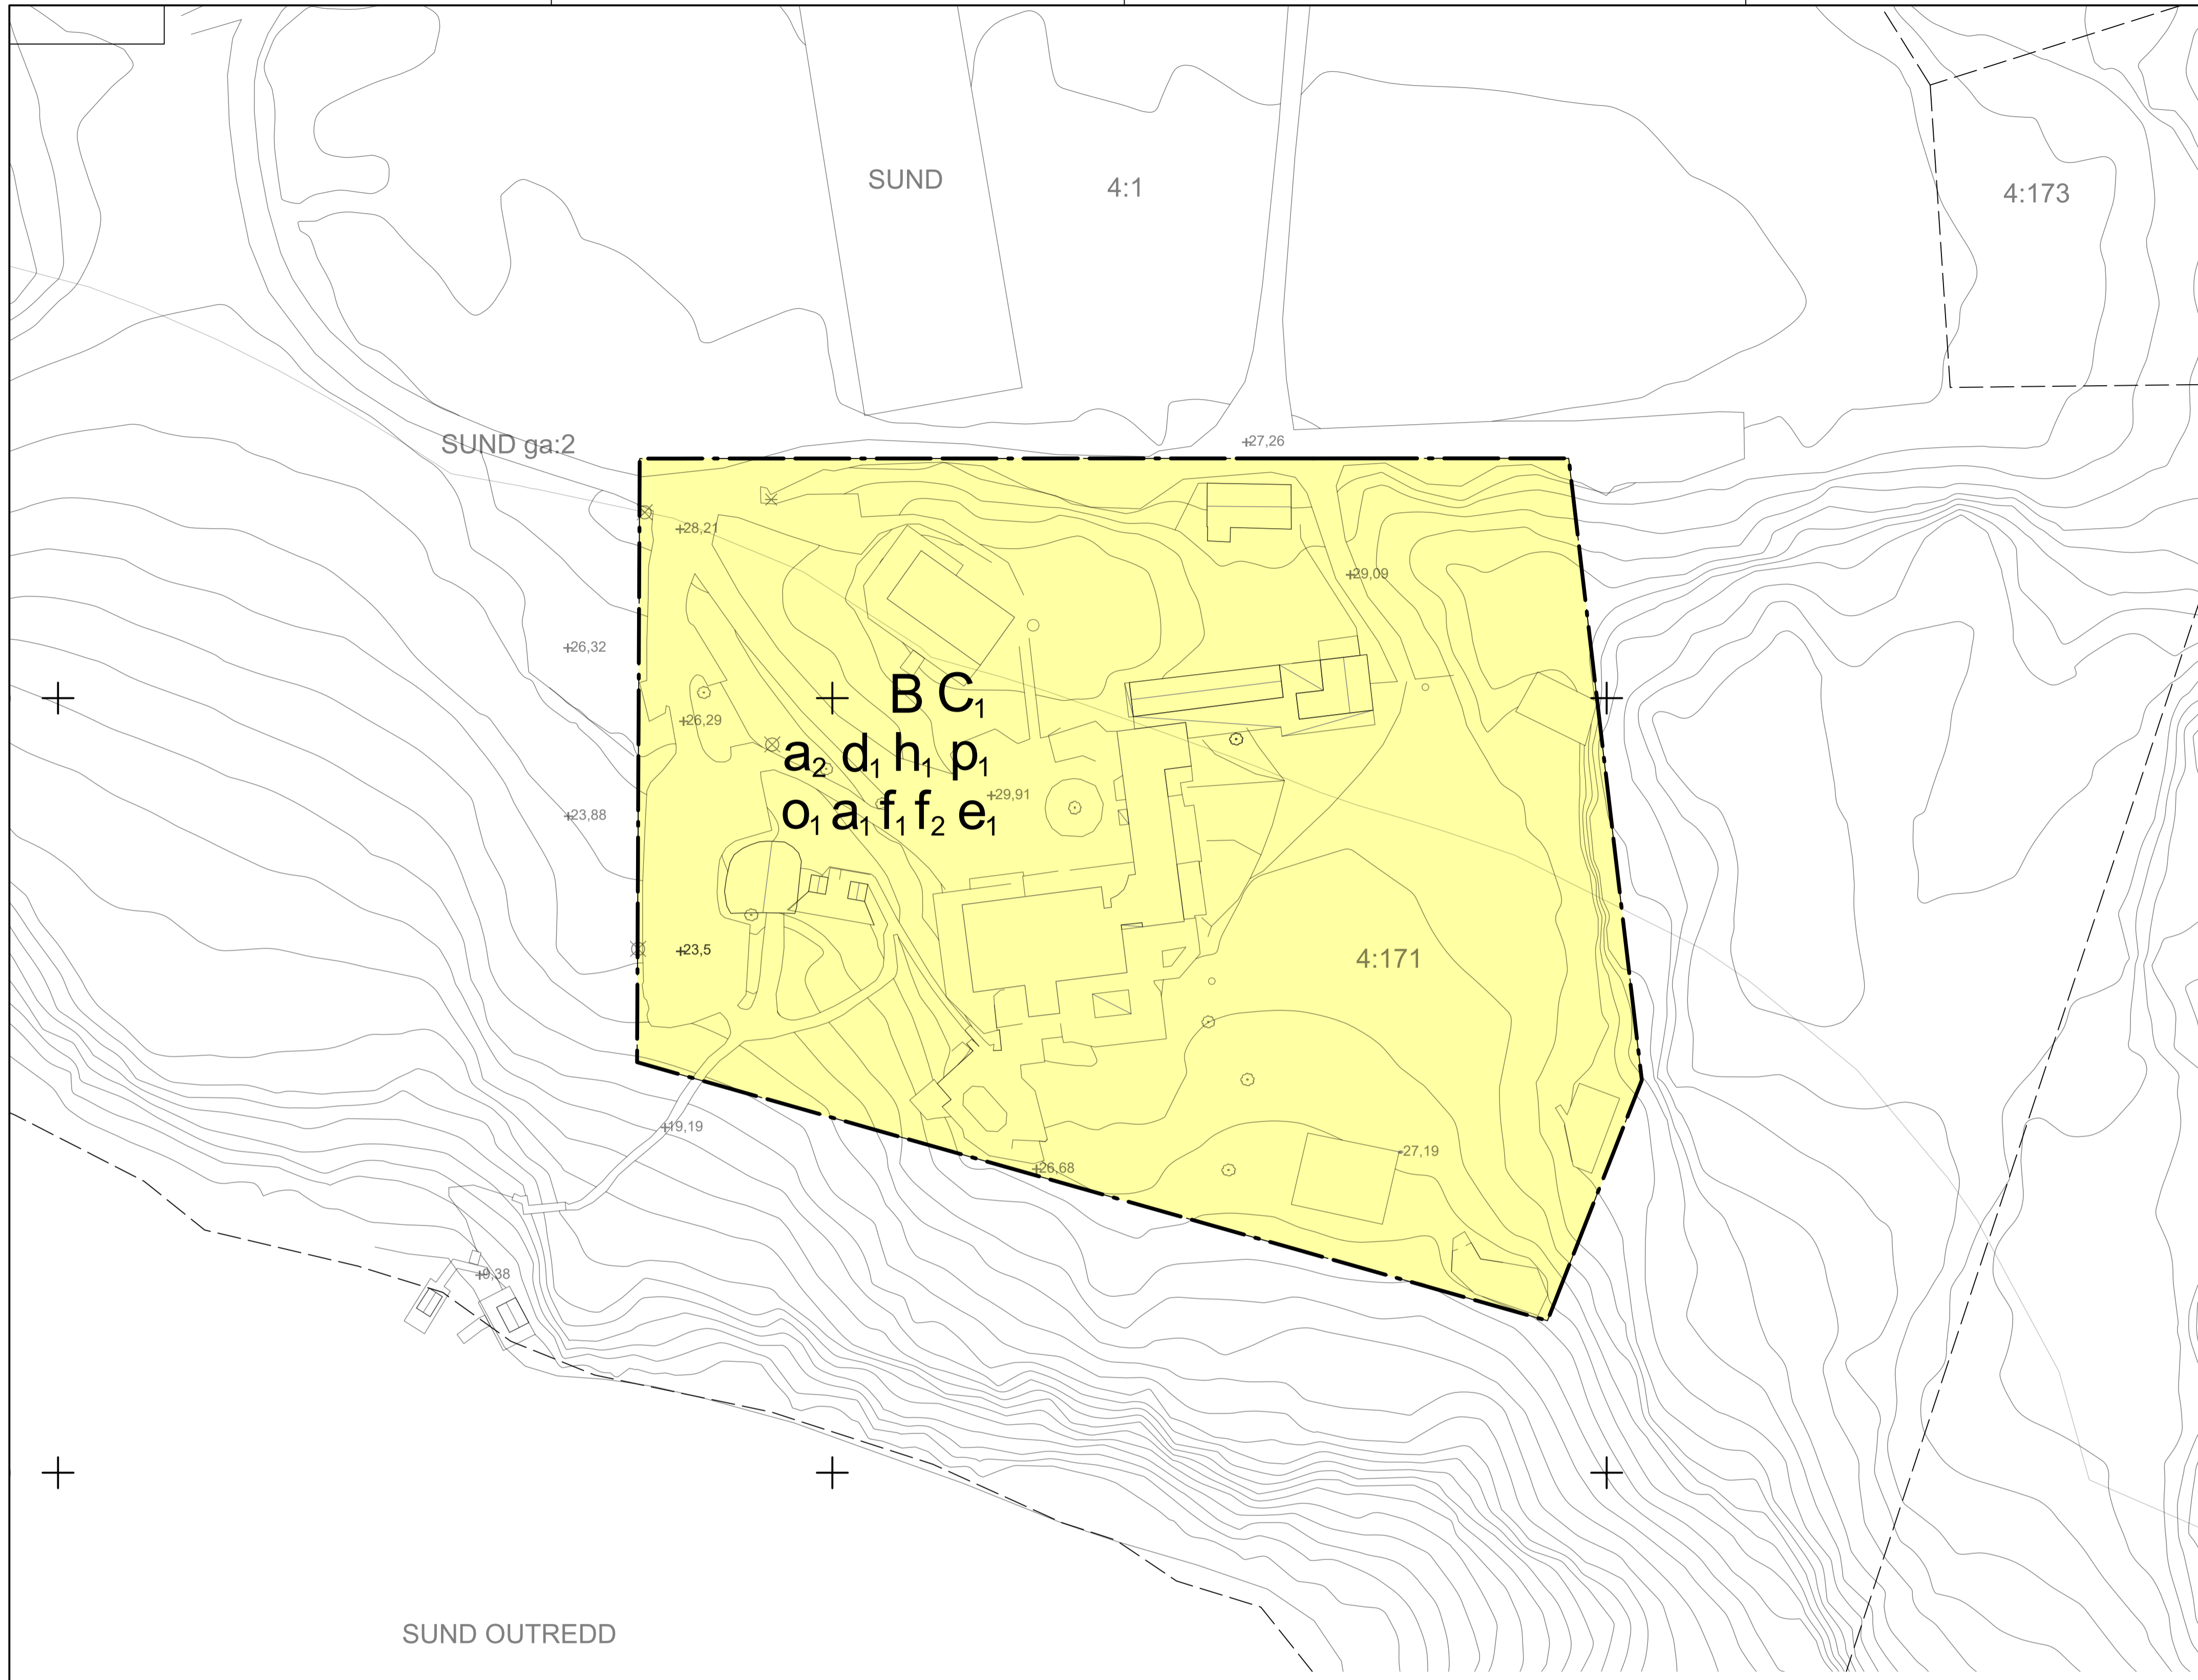 SUND
4:1
4:173
SUND ga:2
27,26
28,21
29,09
26,32
B C₁
26,29
a₂ d₁ h₁ p₁
29,91
o₁ a₁ f₁ f₂ e₁
23,88
23,5
4:171
19,19
27,19
26,68
9,38
SUND OUTREDD